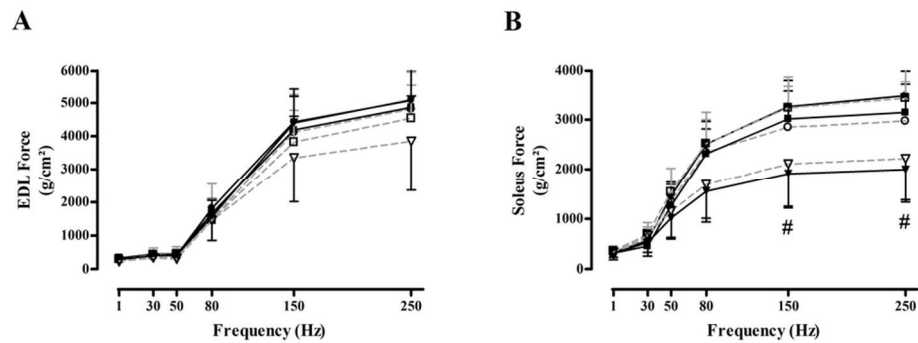 A
EDL Force
(g/cm²)
6000
5000
4000
3000
2000
1000
0
1 30 50 80 150 250
Frequency (Hz)
B
Soleus Force
(g/cm²)
4000
3000
2000
1000
0
# #
1 30 50 80 150 250
Frequency (Hz)